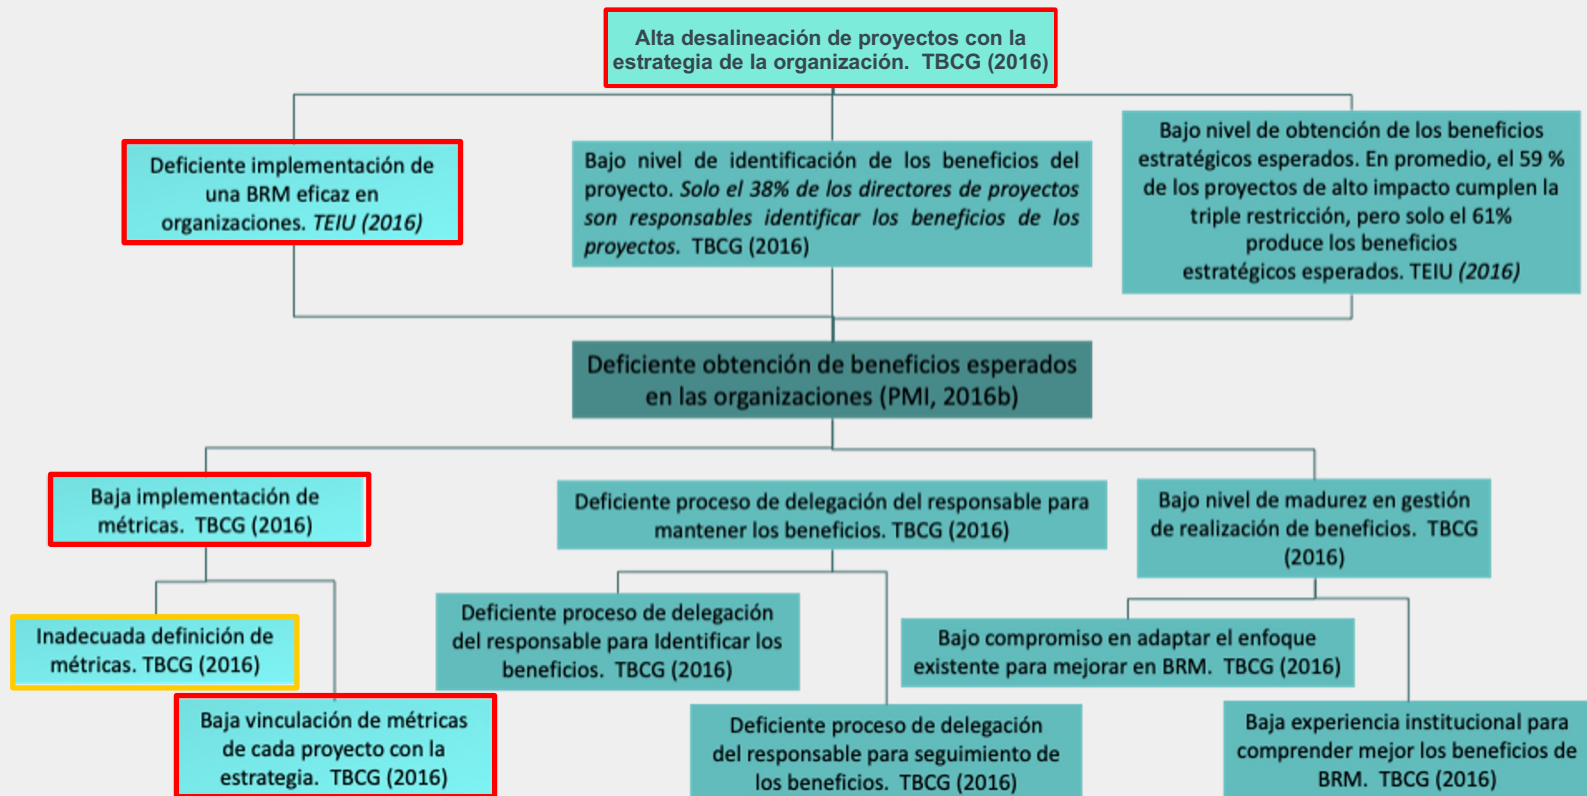 Alta desalineación de proyectos con la
estrategia de la organización. TBCG (2016)
Deficiente implementación de
una BRM eficaz en
organizaciones. TEIU (2016)
Bajo nivel de identificación de los beneficios del
proyecto. Solo el 38% de los directores de proyectos
son responsables identificar los beneficios de los
proyectos. TBCG (2016)
Bajo nivel de obtención de los beneficios
estratégicos esperados. En promedio, el 59 %
de los proyectos de alto impacto cumplen la
triple restricción, pero solo el 61%
produce los beneficios
estratégicos esperados. TEIU (2016)
Deficiente obtención de beneficios esperados
en las organizaciones (PMI, 2016b)
Baja implementación de
métricas. TBCG (2016)
Deficiente proceso de delegación del responsable para
mantener los beneficios. TBCG (2016)
Bajo nivel de madurez en gestión
de realización de beneficios. TBCG
(2016)
Inadecuada definición de
métricas. TBCG (2016)
Deficiente proceso de delegación
del responsable para Identificar los
beneficios. TBCG (2016)
Bajo compromiso en adaptar el enfoque
existente para mejorar en BRM. TBCG (2016)
Baja vinculación de métricas
de cada proyecto con la
estrategia. TBCG (2016)
Deficiente proceso de delegación
del responsable para seguimiento de
los beneficios. TBCG (2016)
Baja experiencia institucional para
comprender mejor los beneficios de
BRM. TBCG (2016)